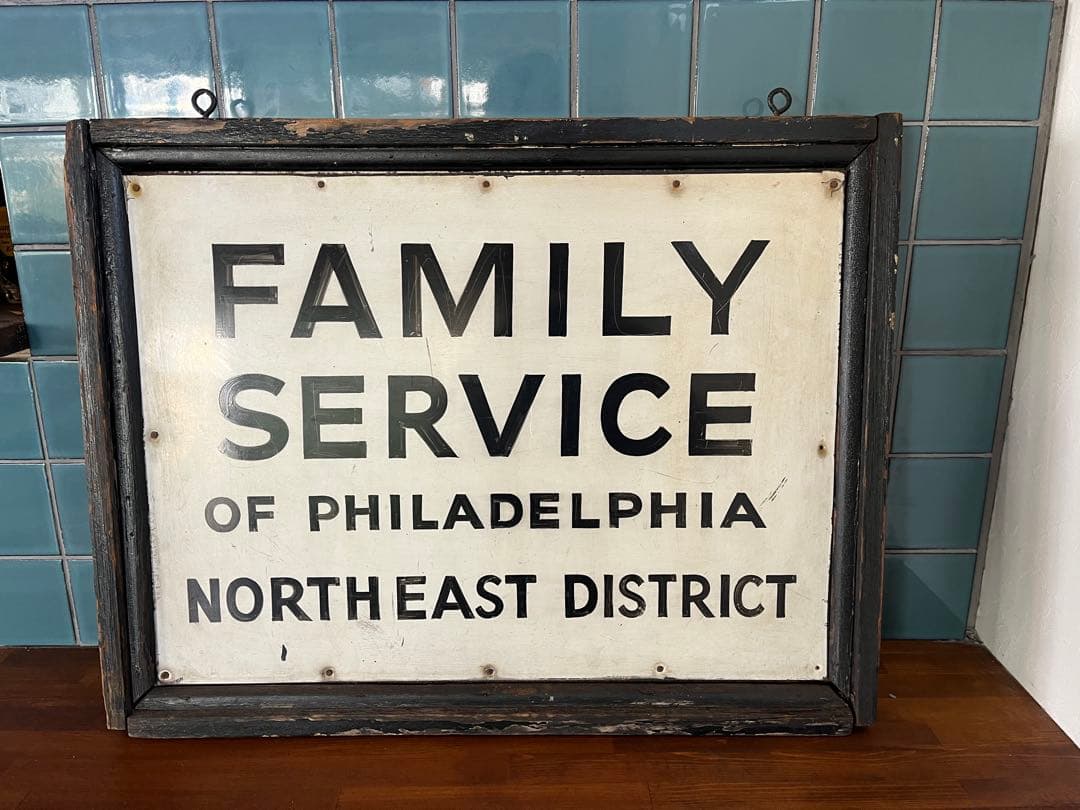 FAMILY
SERVICE
OF PHILADELPHIA
NORTHEAST DISTRICT